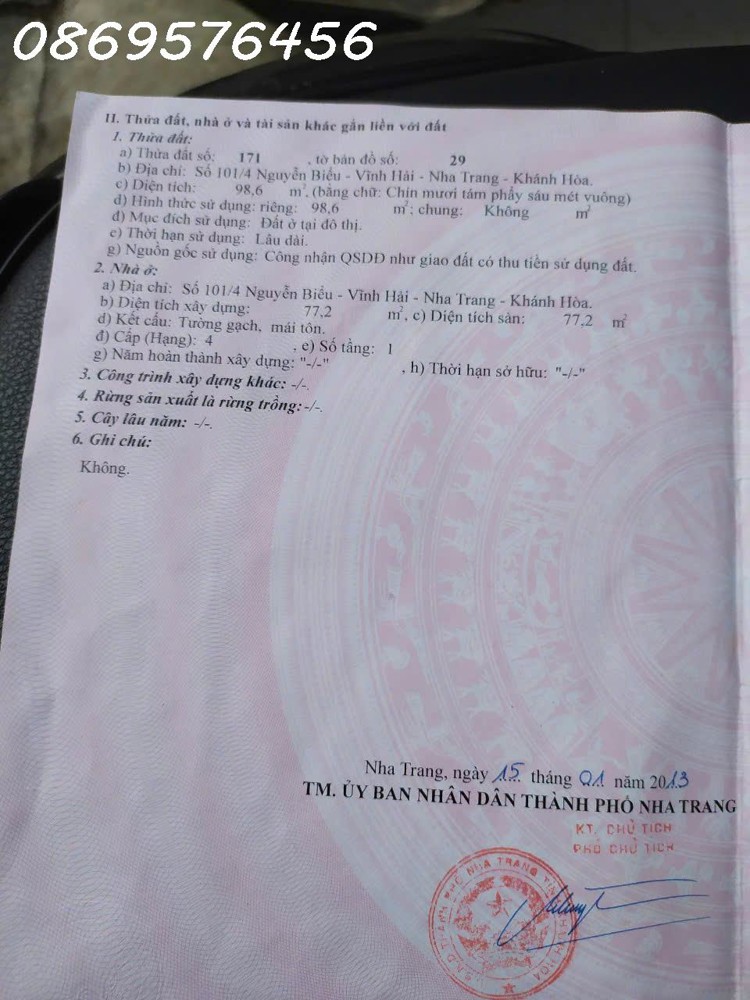 0869576456
II. Thửa đất, nhà ở và tài sản khác gắn liền với đất
1. Thửa đất:
a) Thửa đất số: 171 , tờ bản đồ số: 29
b) Địa chỉ: Số 101/4 Nguyễn Biểu - Vĩnh Hải - Nha Trang - Khánh Hòa.
c) Diện tích: 98,6 m², (bằng chữ: Chín mươi tám phẩy sáu mét vuông)
d) Hình thức sử dụng: riêng: 98,6 m²; chung: Không m²
đ) Mục đích sử dụng: Đất ở tại đô thị.
e) Thời hạn sử dụng: Lâu dài.
g) Nguồn gốc sử dụng: Công nhận QSDĐ như giao đất có thu tiền sử dụng đất.
2. Nhà ở:
a) Địa chỉ: Số 101/4 Nguyễn Biểu - Vĩnh Hải - Nha Trang - Khánh Hòa.
b) Diện tích xây dựng: 77,2 m², c) Diện tích sàn: 77,2 m²
d) Kết cấu: Tường gạch, mái tôn.
đ) Cấp (Hạng): 4 , e) Số tầng: 1
g) Năm hoàn thành xây dựng: "-/-" , h) Thời hạn sở hữu: "-/-"
3. Công trình xây dựng khác: -/-.
4. Rừng sản xuất là rừng trồng: -/-.
5. Cây lâu năm: -/-.
6. Ghi chú:
Không.
Nha Trang, ngày 15 tháng 01 năm 2013
TM. ỦY BAN NHÂN DÂN THÀNH PHỐ NHA TRANG
KT. CHỦ TỊCH
PHÓ CHỦ TỊCH
U.B.N.D THÀNH PHỐ NHA TRANG TỈNH KHÁNH HÒA